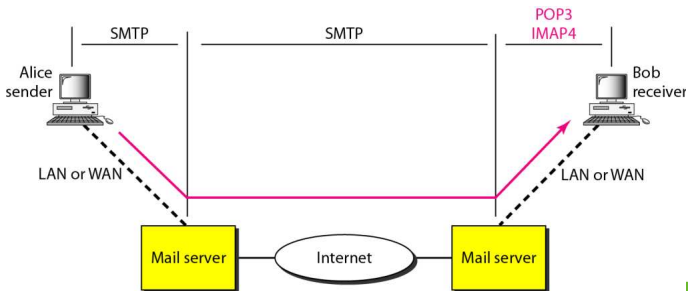 POP3
SMTP
SMTP
IMAP4
Alice
sender
Bob
receiver
LAN or WAN
LAN or WAN
Mail server
Internet
Mail server